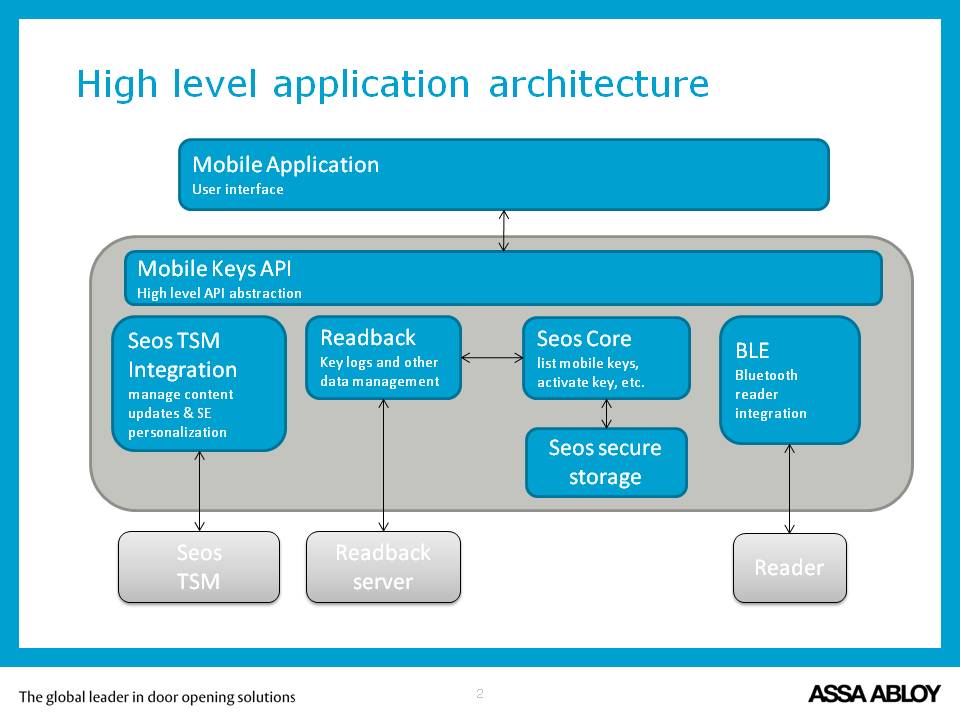 High level application architecture
Mobile Application
User interface
Mobile Keys API
High level API abstraction
Seos TSM
Integration
manage content
updates & SE
personalization
Readback
Key logs and other
data management
Seos Core
list mobile keys,
activate key, etc.
BLE
Bluetooth
reader
integration
Seos secure
storage
Seos
TSM
Readback
server
Reader
The global leader in door opening solutions
2
ASSA ABLOY